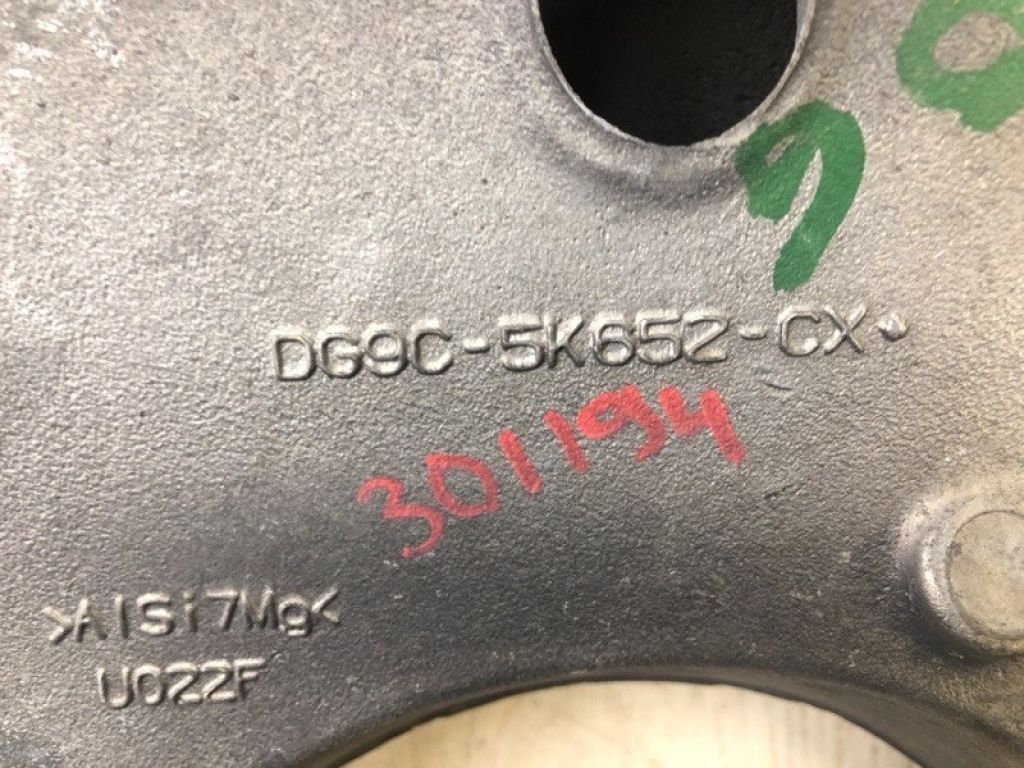 DG9C-5K652-CX
301194
>AlSi7Mg<
U022F